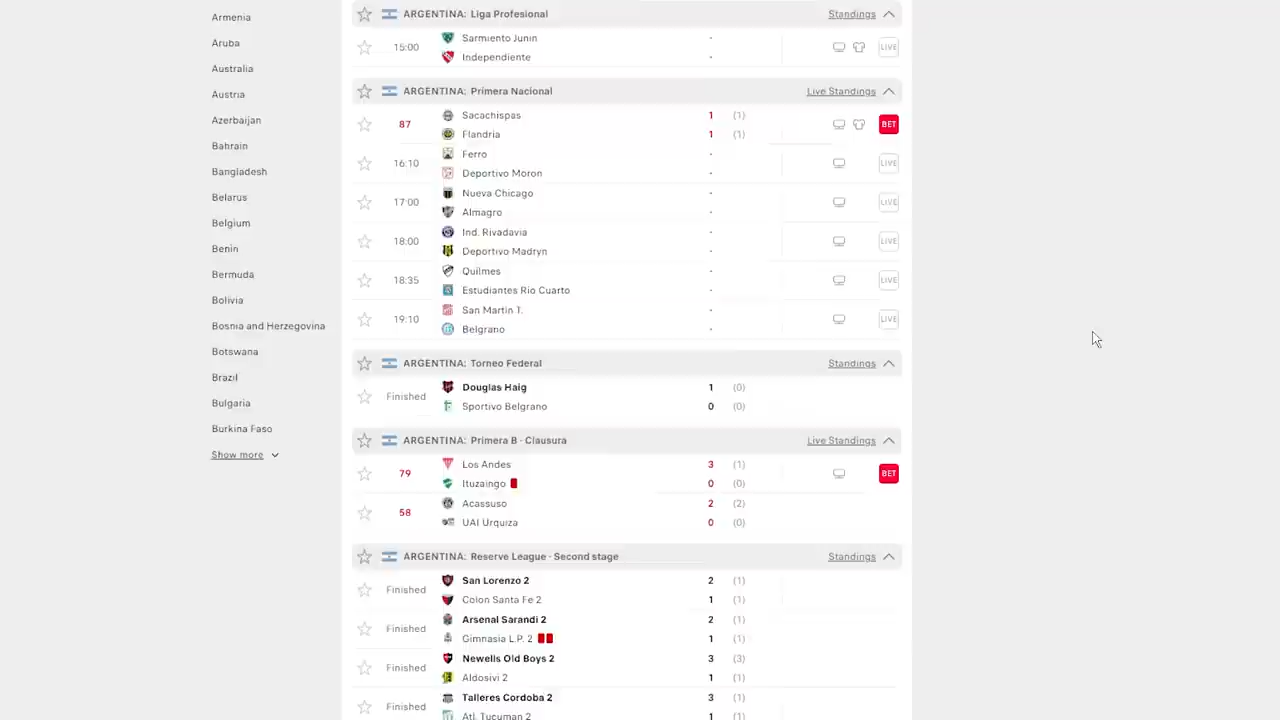 Armenia
Aruba
Australia
Austria
Azerbaijan
Bahrain
Bangladesh
Belarus
Belgium
Benin
Bermuda
Bolivia
Bosnia and Herzegovina
Botswana
Brazil
Bulgaria
Burkina Faso
Show more
ARGENTINA: Liga Profesional Standings
15:00 Sarmiento Junin - LIVE
Independiente -
ARGENTINA: Primera Nacional Live Standings
87 Sacachispas 1 (1) BET
Flandria 1 (1)
16:10 Ferro - LIVE
Deportivo Moron -
17:00 Nueva Chicago - LIVE
Almagro -
18:00 Ind. Rivadavia - LIVE
Deportivo Madryn -
18:35 Quilmes - LIVE
Estudiantes Rio Cuarto -
19:10 San Martin T. - LIVE
Belgrano -
ARGENTINA: Torneo Federal Standings
Finished Douglas Haig 1 (0)
Sportivo Belgrano 0 (0)
ARGENTINA: Primera B - Clausura Live Standings
79 Los Andes 3 (1) BET
Ituzaingo 0 (0)
58 Acassuso 2 (2)
UAI Urquiza 0 (0)
ARGENTINA: Reserve League - Second stage Standings
Finished San Lorenzo 2 2 (1)
Colon Santa Fe 2 1 (1)
Finished Arsenal Sarandi 2 2 (1)
Gimnasia L.P. 2 1 (1)
Finished Newells Old Boys 2 3 (3)
Aldosivi 2 1 (1)
Finished Talleres Cordoba 2 3 (1)
Atl. Tucuman 2 1 (1)